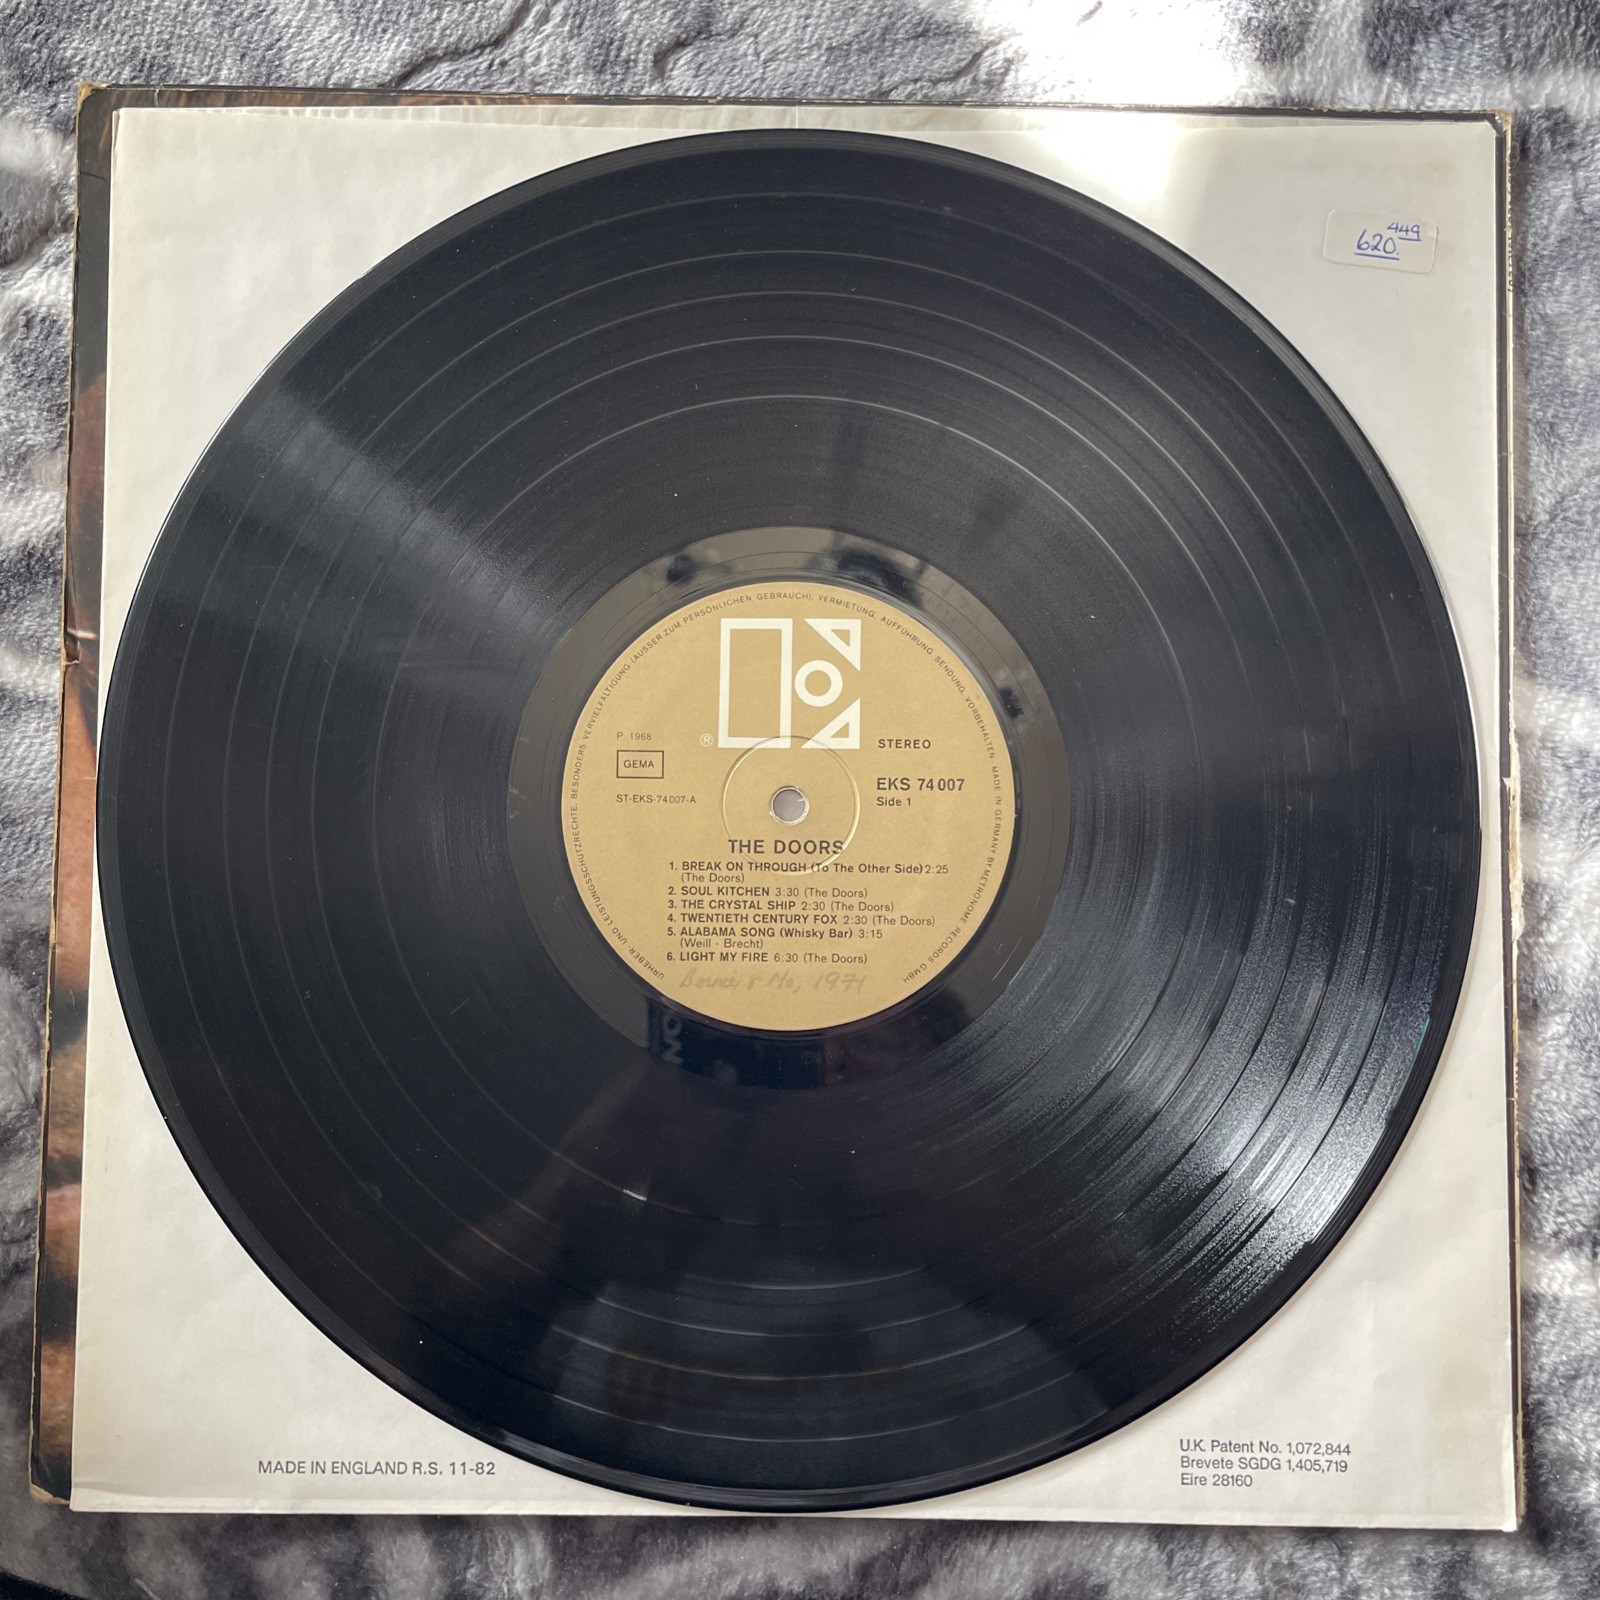 449
620.
URHEBER- UND LEISTUNGSSCHUTZRECHTE, BESONDERS VERVIELFÄLTIGUNG (AUSSER ZUM PERSÖNLICHEN GEBRAUCH), VERMIETUNG, AUFFÜHRUNG, SENDUNG, VORBEHALTEN. MADE IN GERMANY BY METRONOME RECORDS GMBH
P. 1968
®
STEREO
GEMA
EKS 74 007
ST-EKS-74007-A
Side 1
THE DOORS
1. BREAK ON THROUGH (To The Other Side) 2:25
(The Doors)
2. SOUL KITCHEN 3:30 (The Doors)
3. THE CRYSTAL SHIP 2:30 (The Doors)
4. TWENTIETH CENTURY FOX 2:30 (The Doors)
5. ALABAMA SONG (Whisky Bar) 3:15
(Weill - Brecht)
6. LIGHT MY FIRE 6:30 (The Doors)
Bernie & Mo, 1971
MADE IN ENGLAND R.S. 11-82
U.K. Patent No. 1,072,844
Brevete SGDG 1,405,719
Eire 28160